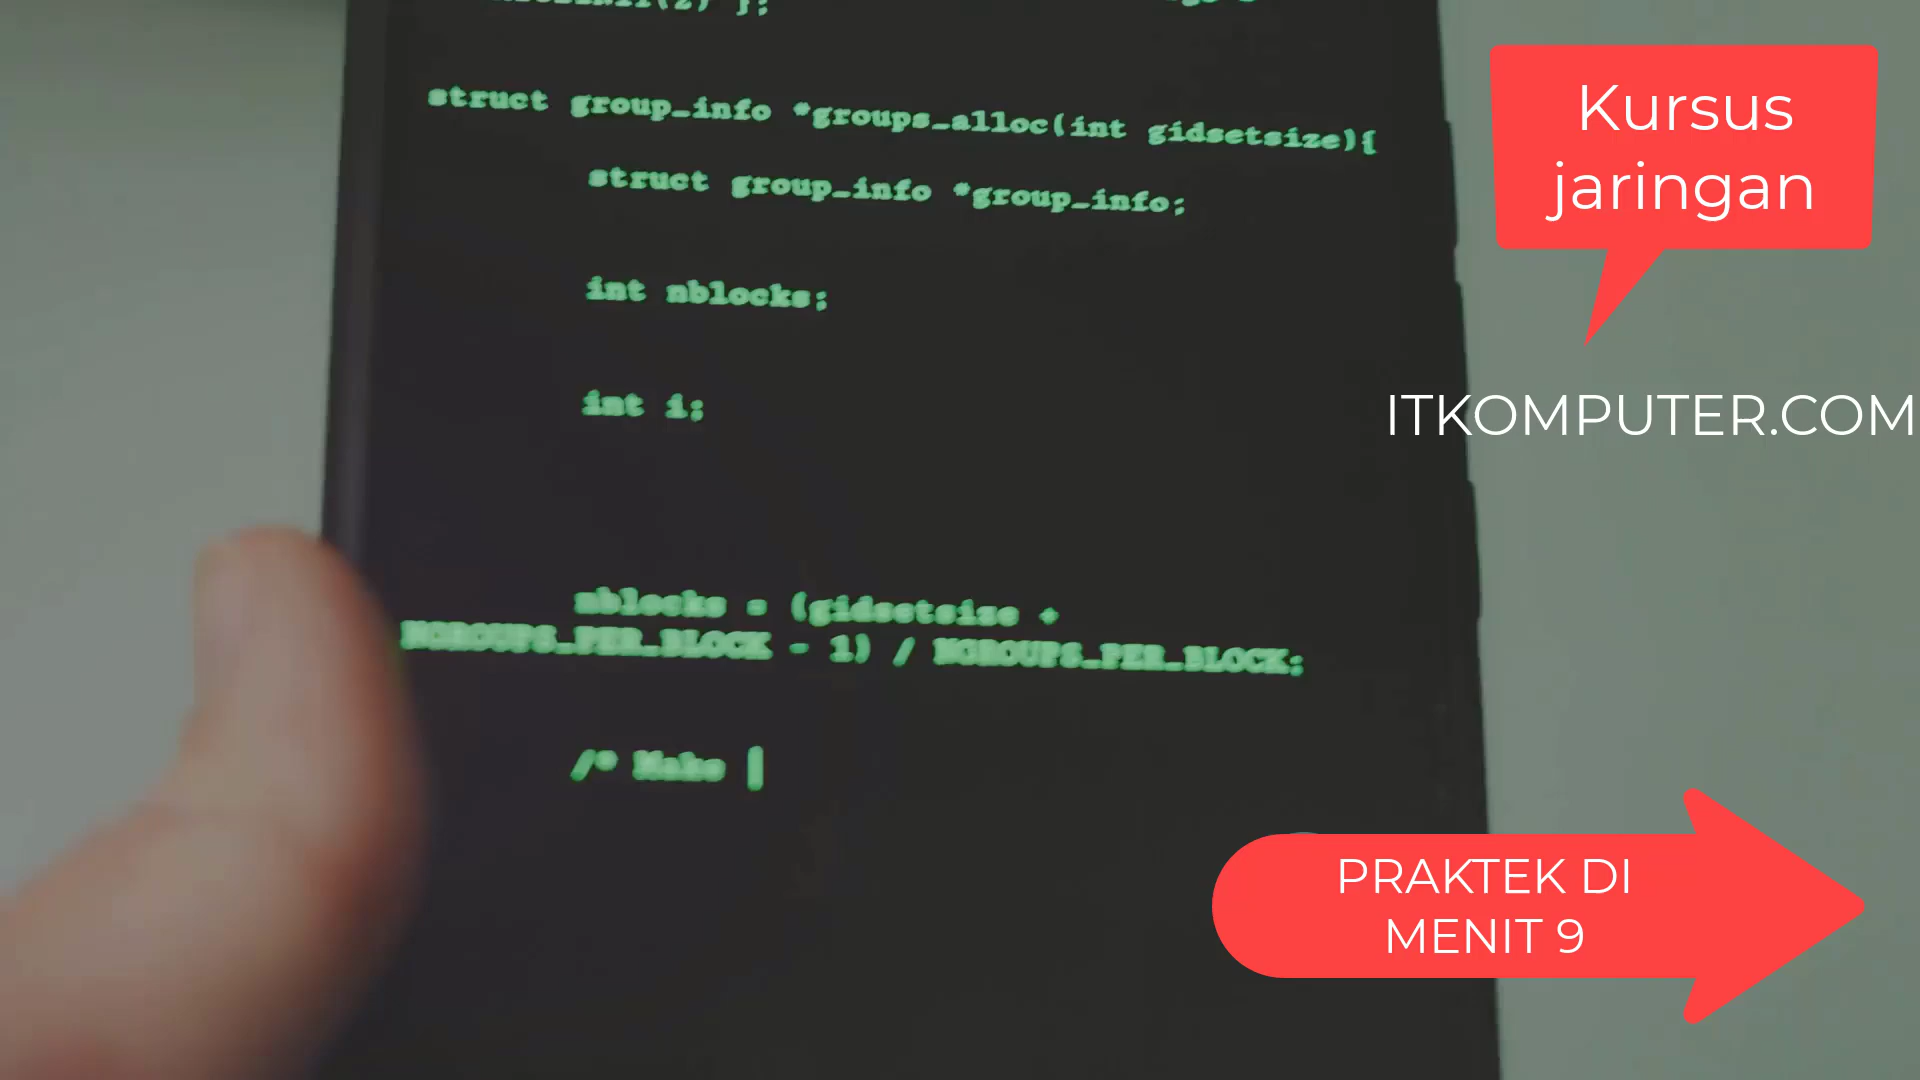 struct group_info *groups_alloc(int gidsetsize){
struct group_info *group_info;
int nblocks;
int i;
nblocks = (gidsetsize +
NGROUPS_PER_BLOCK - 1) / NGROUPS_PER_BLOCK;
/* Make
Kursus
jaringan
ITKOMPUTER.COM
PRAKTEK DI
MENIT 9